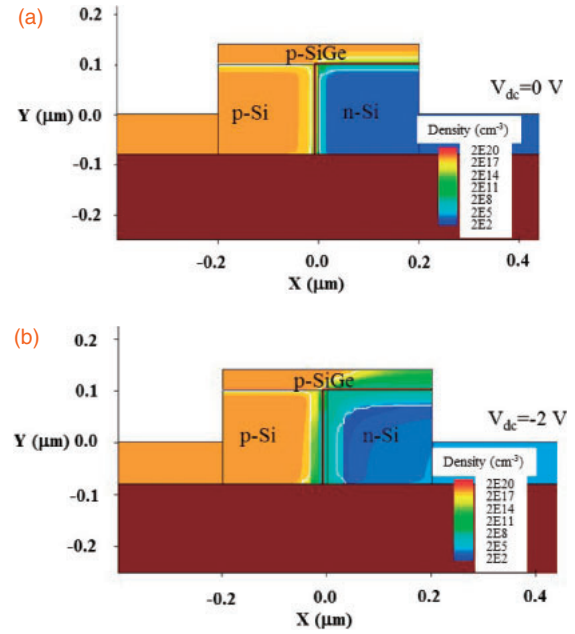 (a)
0.2
p-SiGe
0.1
V_dc=0 V
Y (μm)
0.0
p-Si
n-Si
Density (cm⁻³)
2E20
2E17
2E14
2E11
2E8
2E5
2E2
-0.1
-0.2
-0.2
0.0
0.2
0.4
X (μm)
(b)
0.2
p-SiGe
0.1
V_dc=-2 V
Y (μm)
0.0
p-Si
n-Si
Density (cm⁻³)
2E20
2E17
2E14
2E11
2E8
2E5
2E2
-0.1
-0.2
-0.2
0.0
0.2
0.4
X (μm)